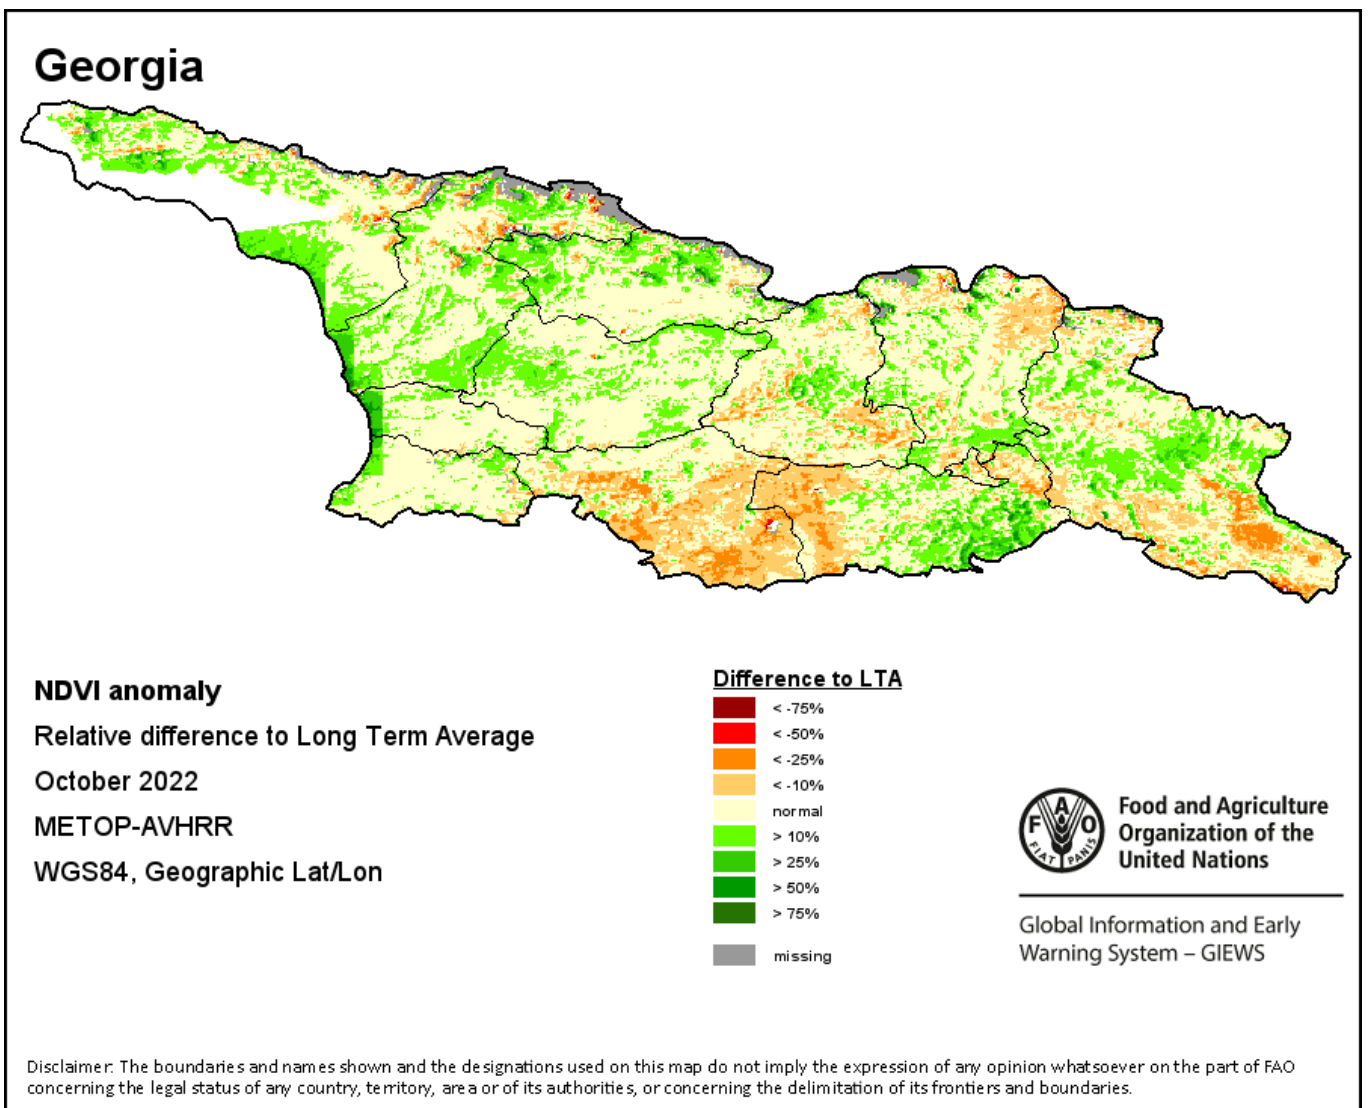 Georgia
NDVI anomaly
Relative difference to Long Term Average
October 2022
METOP-AVHRR
WGS84, Geographic Lat/Lon
Difference to LTA
< -75%
< -50%
< -25%
< -10%
normal
> 10%
> 25%
> 50%
> 75%
missing
F A O
FIAT PANIS
Food and Agriculture
Organization of the
United Nations
Global Information and Early
Warning System – GIEWS
Disclaimer: The boundaries and names shown and the designations used on this map do not imply the expression of any opinion whatsoever on the part of FAO
concerning the legal status of any country, territory, area or of its authorities, or concerning the delimitation of its frontiers and boundaries.